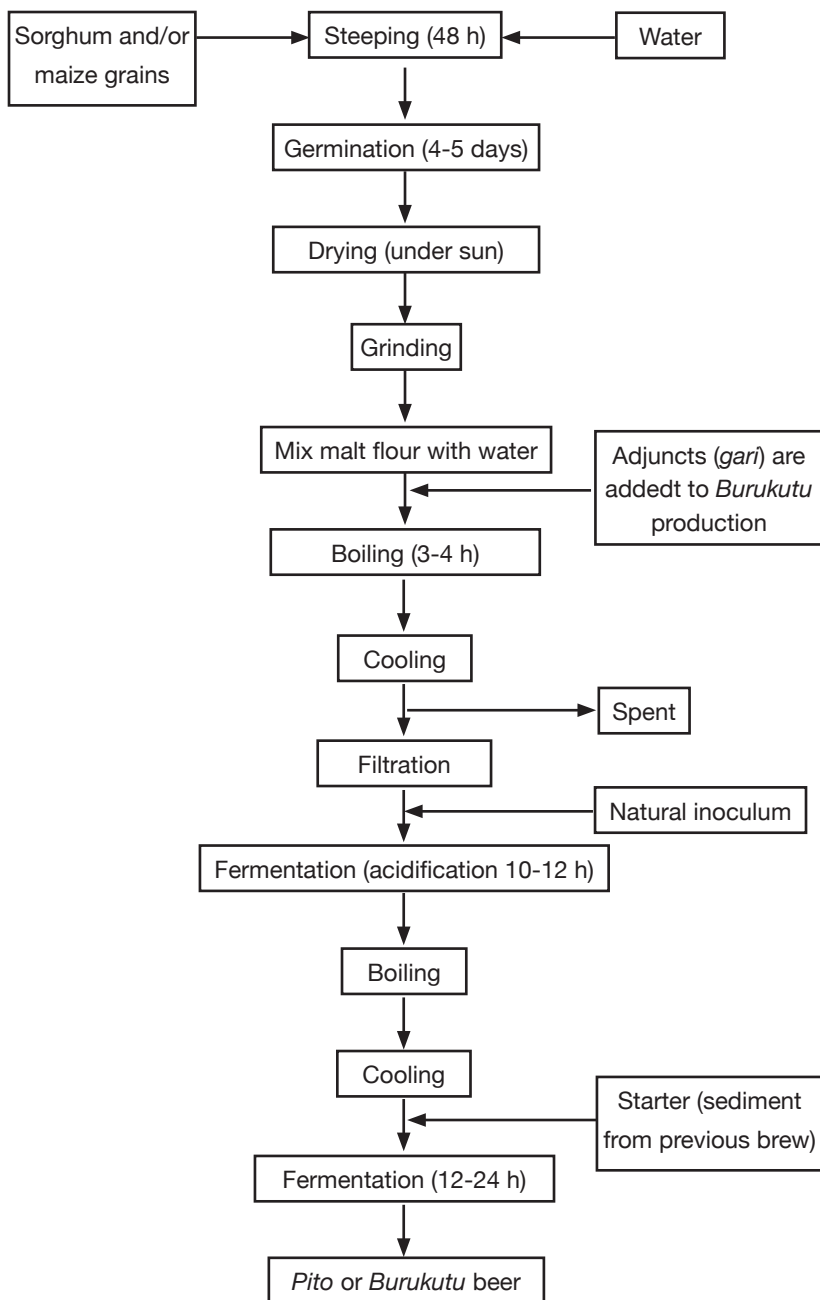 Sorghum and/or
maize grains
Steeping (48 h)
Water
Germination (4-5 days)
Drying (under sun)
Grinding
Mix malt flour with water
Adjuncts (gari) are
addedt to Burukutu
production
Boiling (3-4 h)
Cooling
Spent
Filtration
Natural inoculum
Fermentation (acidification 10-12 h)
Boiling
Cooling
Starter (sediment
from previous brew)
Fermentation (12-24 h)
Pito or Burukutu beer